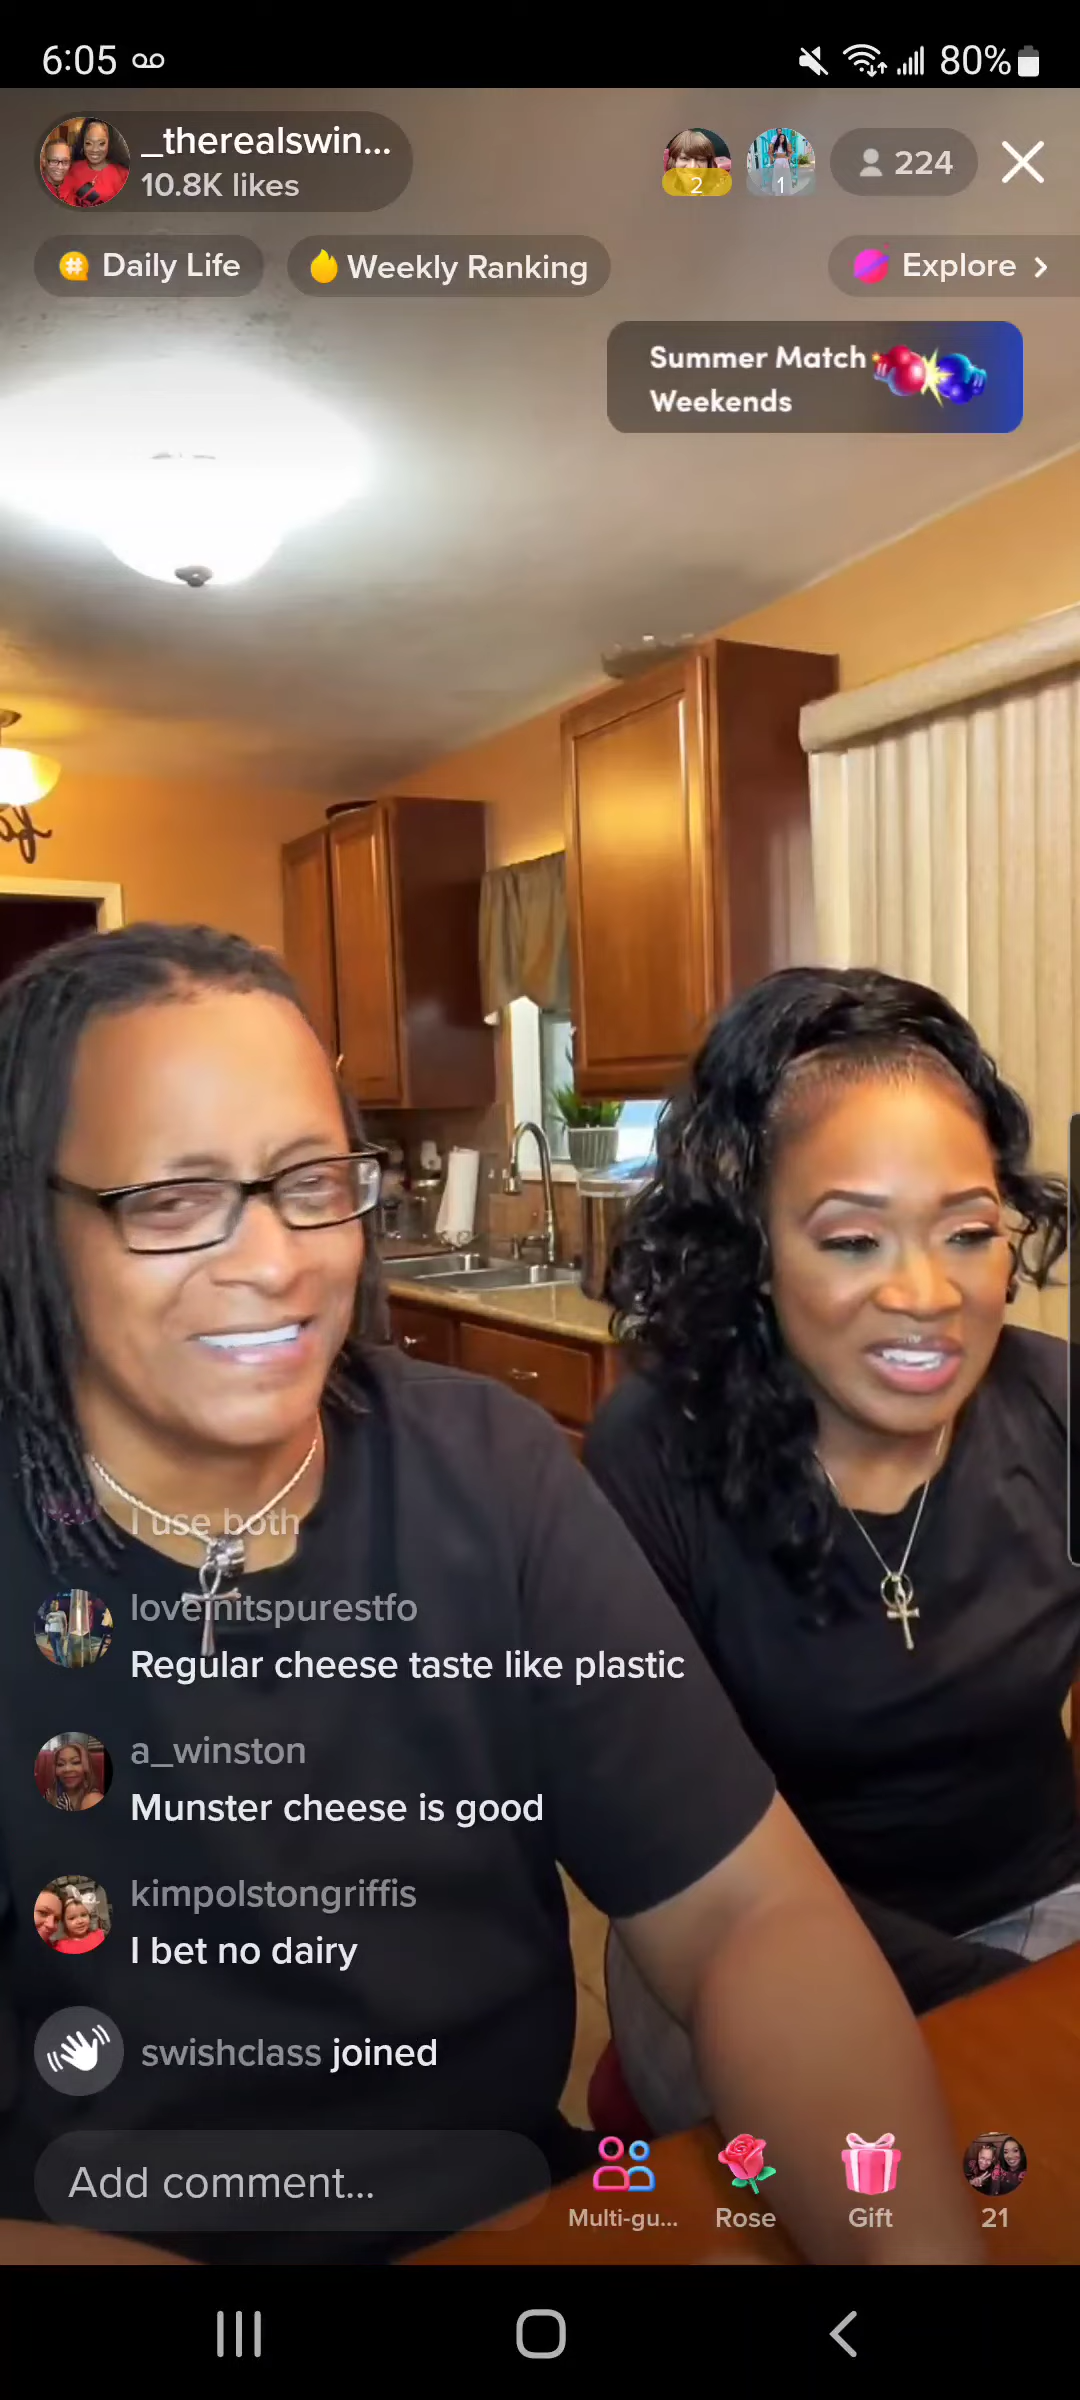 6:05
80%
_therealswin...
10.8K likes
2
1
224
Daily Life
Weekly Ranking
Explore
Summer Match
Weekends
I use both
loveinitspurestfo
Regular cheese taste like plastic
a_winston
Munster cheese is good
kimpolstongriffis
I bet no dairy
swishclass joined
Add comment...
Multi-gu...
Rose
Gift
21